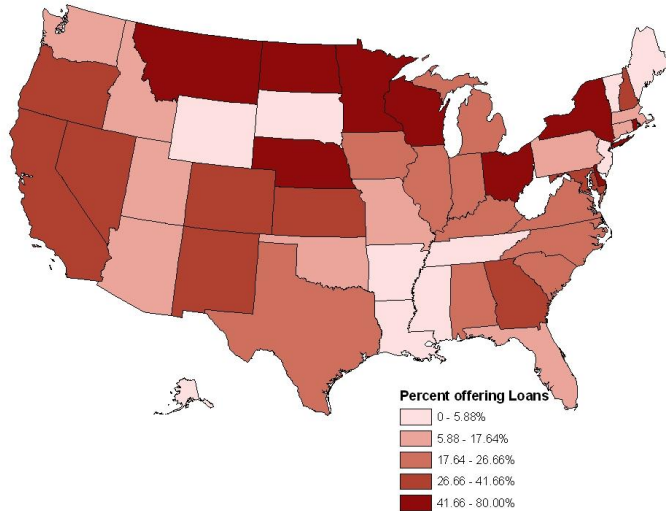 Percent offering Loans
0 - 5.88%
5.88 - 17.64%
17.64 - 26.66%
26.66 - 41.66%
41.66 - 80.00%